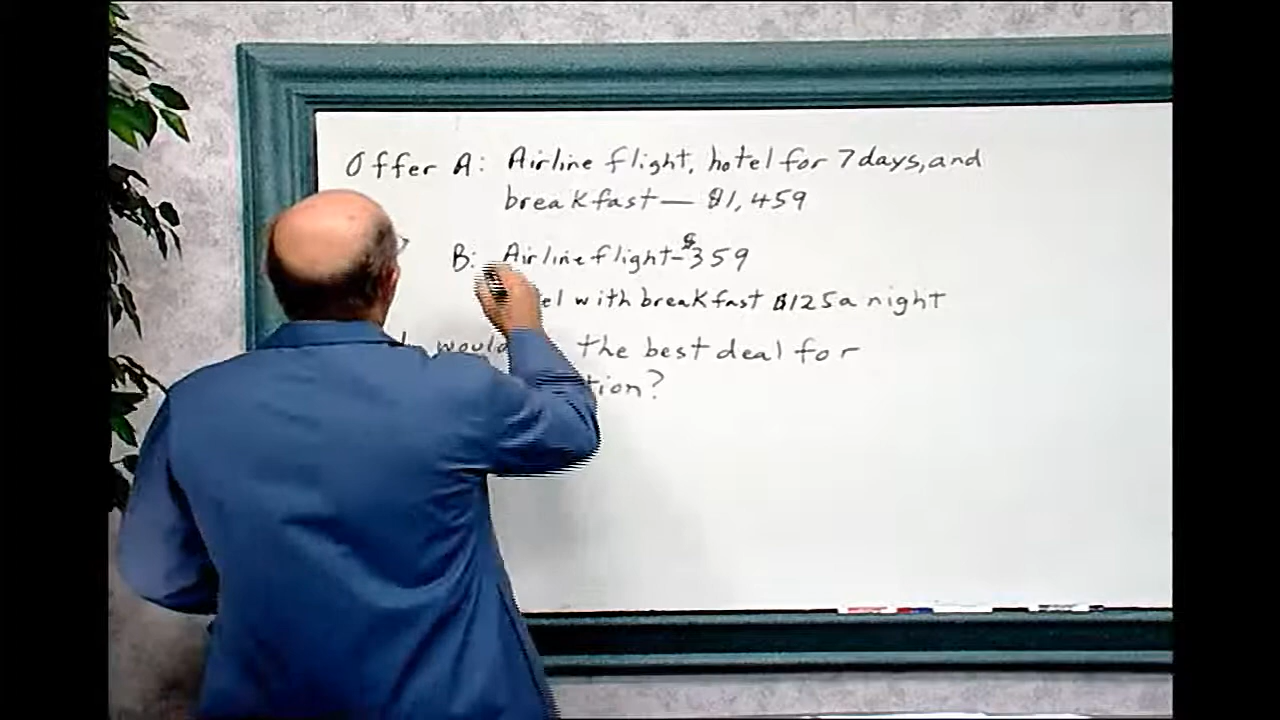 Offer A: Airline flight, hotel for 7 days, and
breakfast — $1,459
B: Airline flight - $359
with breakfast $125 a night
the best deal for